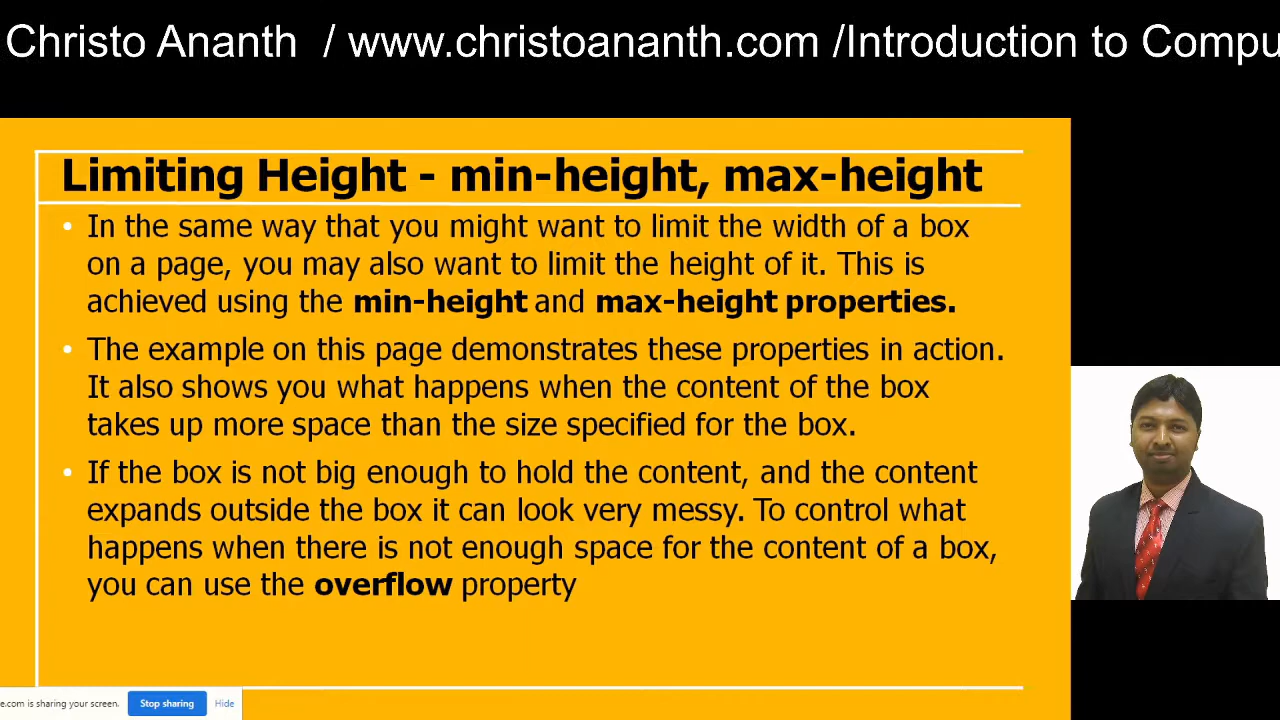 Christo Ananth / www.christoananth.com /Introduction to Compu
Limiting Height - min-height, max-height
• In the same way that you might want to limit the width of a box
on a page, you may also want to limit the height of it. This is
achieved using the min-height and max-height properties.
• The example on this page demonstrates these properties in action.
It also shows you what happens when the content of the box
takes up more space than the size specified for the box.
• If the box is not big enough to hold the content, and the content
expands outside the box it can look very messy. To control what
happens when there is not enough space for the content of a box,
you can use the overflow property
e.com is sharing your screen. Stop sharing Hide